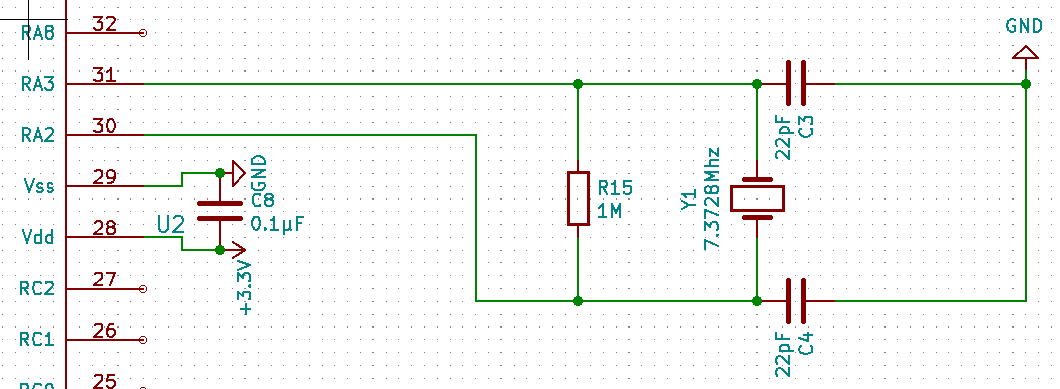 RA8 32
GND
RA3 31
RA2 30
22pF
C3
Vss 29
GND
C8
0.1µF
R15
1M
Y1
7.3728Mhz
U2
Vdd 28
+3.3V
RC2 27
RC1 26
22pF
C4
25